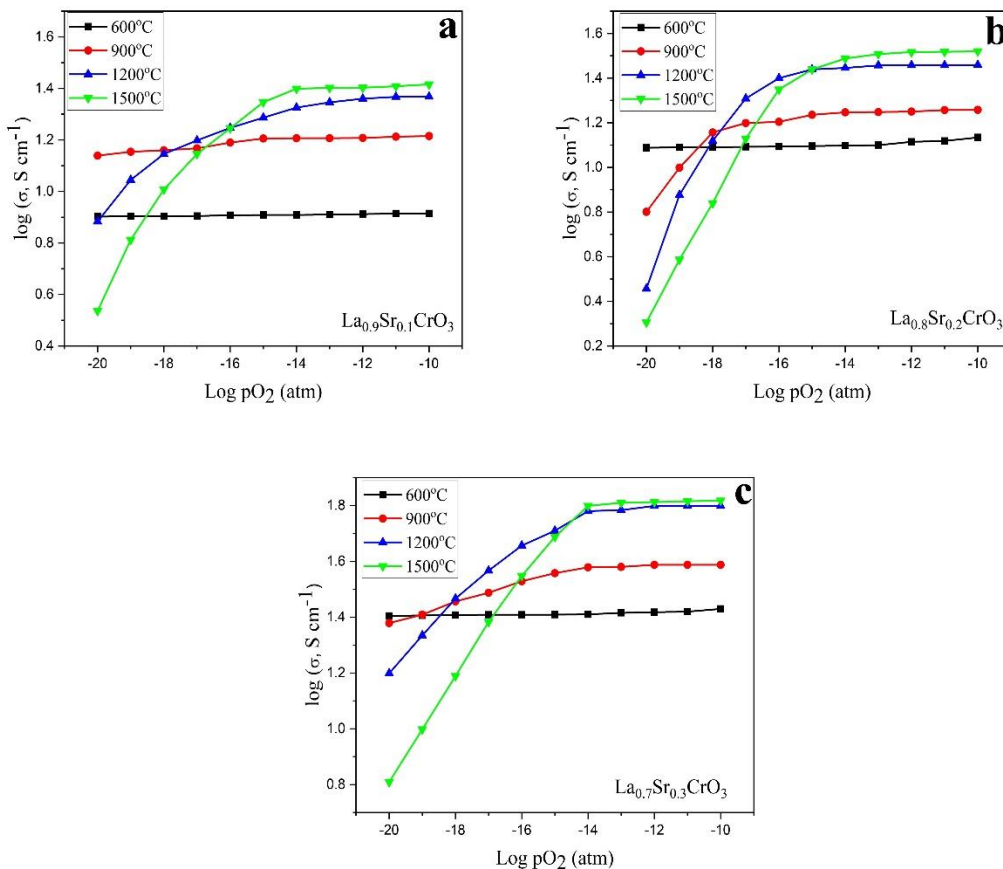 a
600°C
900°C
1200°C
1500°C
1.6
1.4
1.2
1.0
0.8
0.6
0.4
log (σ, S cm⁻¹)
La₀.₉Sr₀.₁CrO₃
-20 -18 -16 -14 -12 -10
Log pO₂ (atm)
b
600°C
900°C
1200°C
1500°C
1.6
1.4
1.2
1.0
0.8
0.6
0.4
0.2
log (σ, S cm⁻¹)
La₀.₈Sr₀.₂CrO₃
-20 -18 -16 -14 -12 -10
Log pO₂ (atm)
c
600°C
900°C
1200°C
1500°C
1.8
1.6
1.4
1.2
1.0
0.8
log (σ, S cm⁻¹)
La₀.₇Sr₀.₃CrO₃
-20 -18 -16 -14 -12 -10
Log pO₂ (atm)